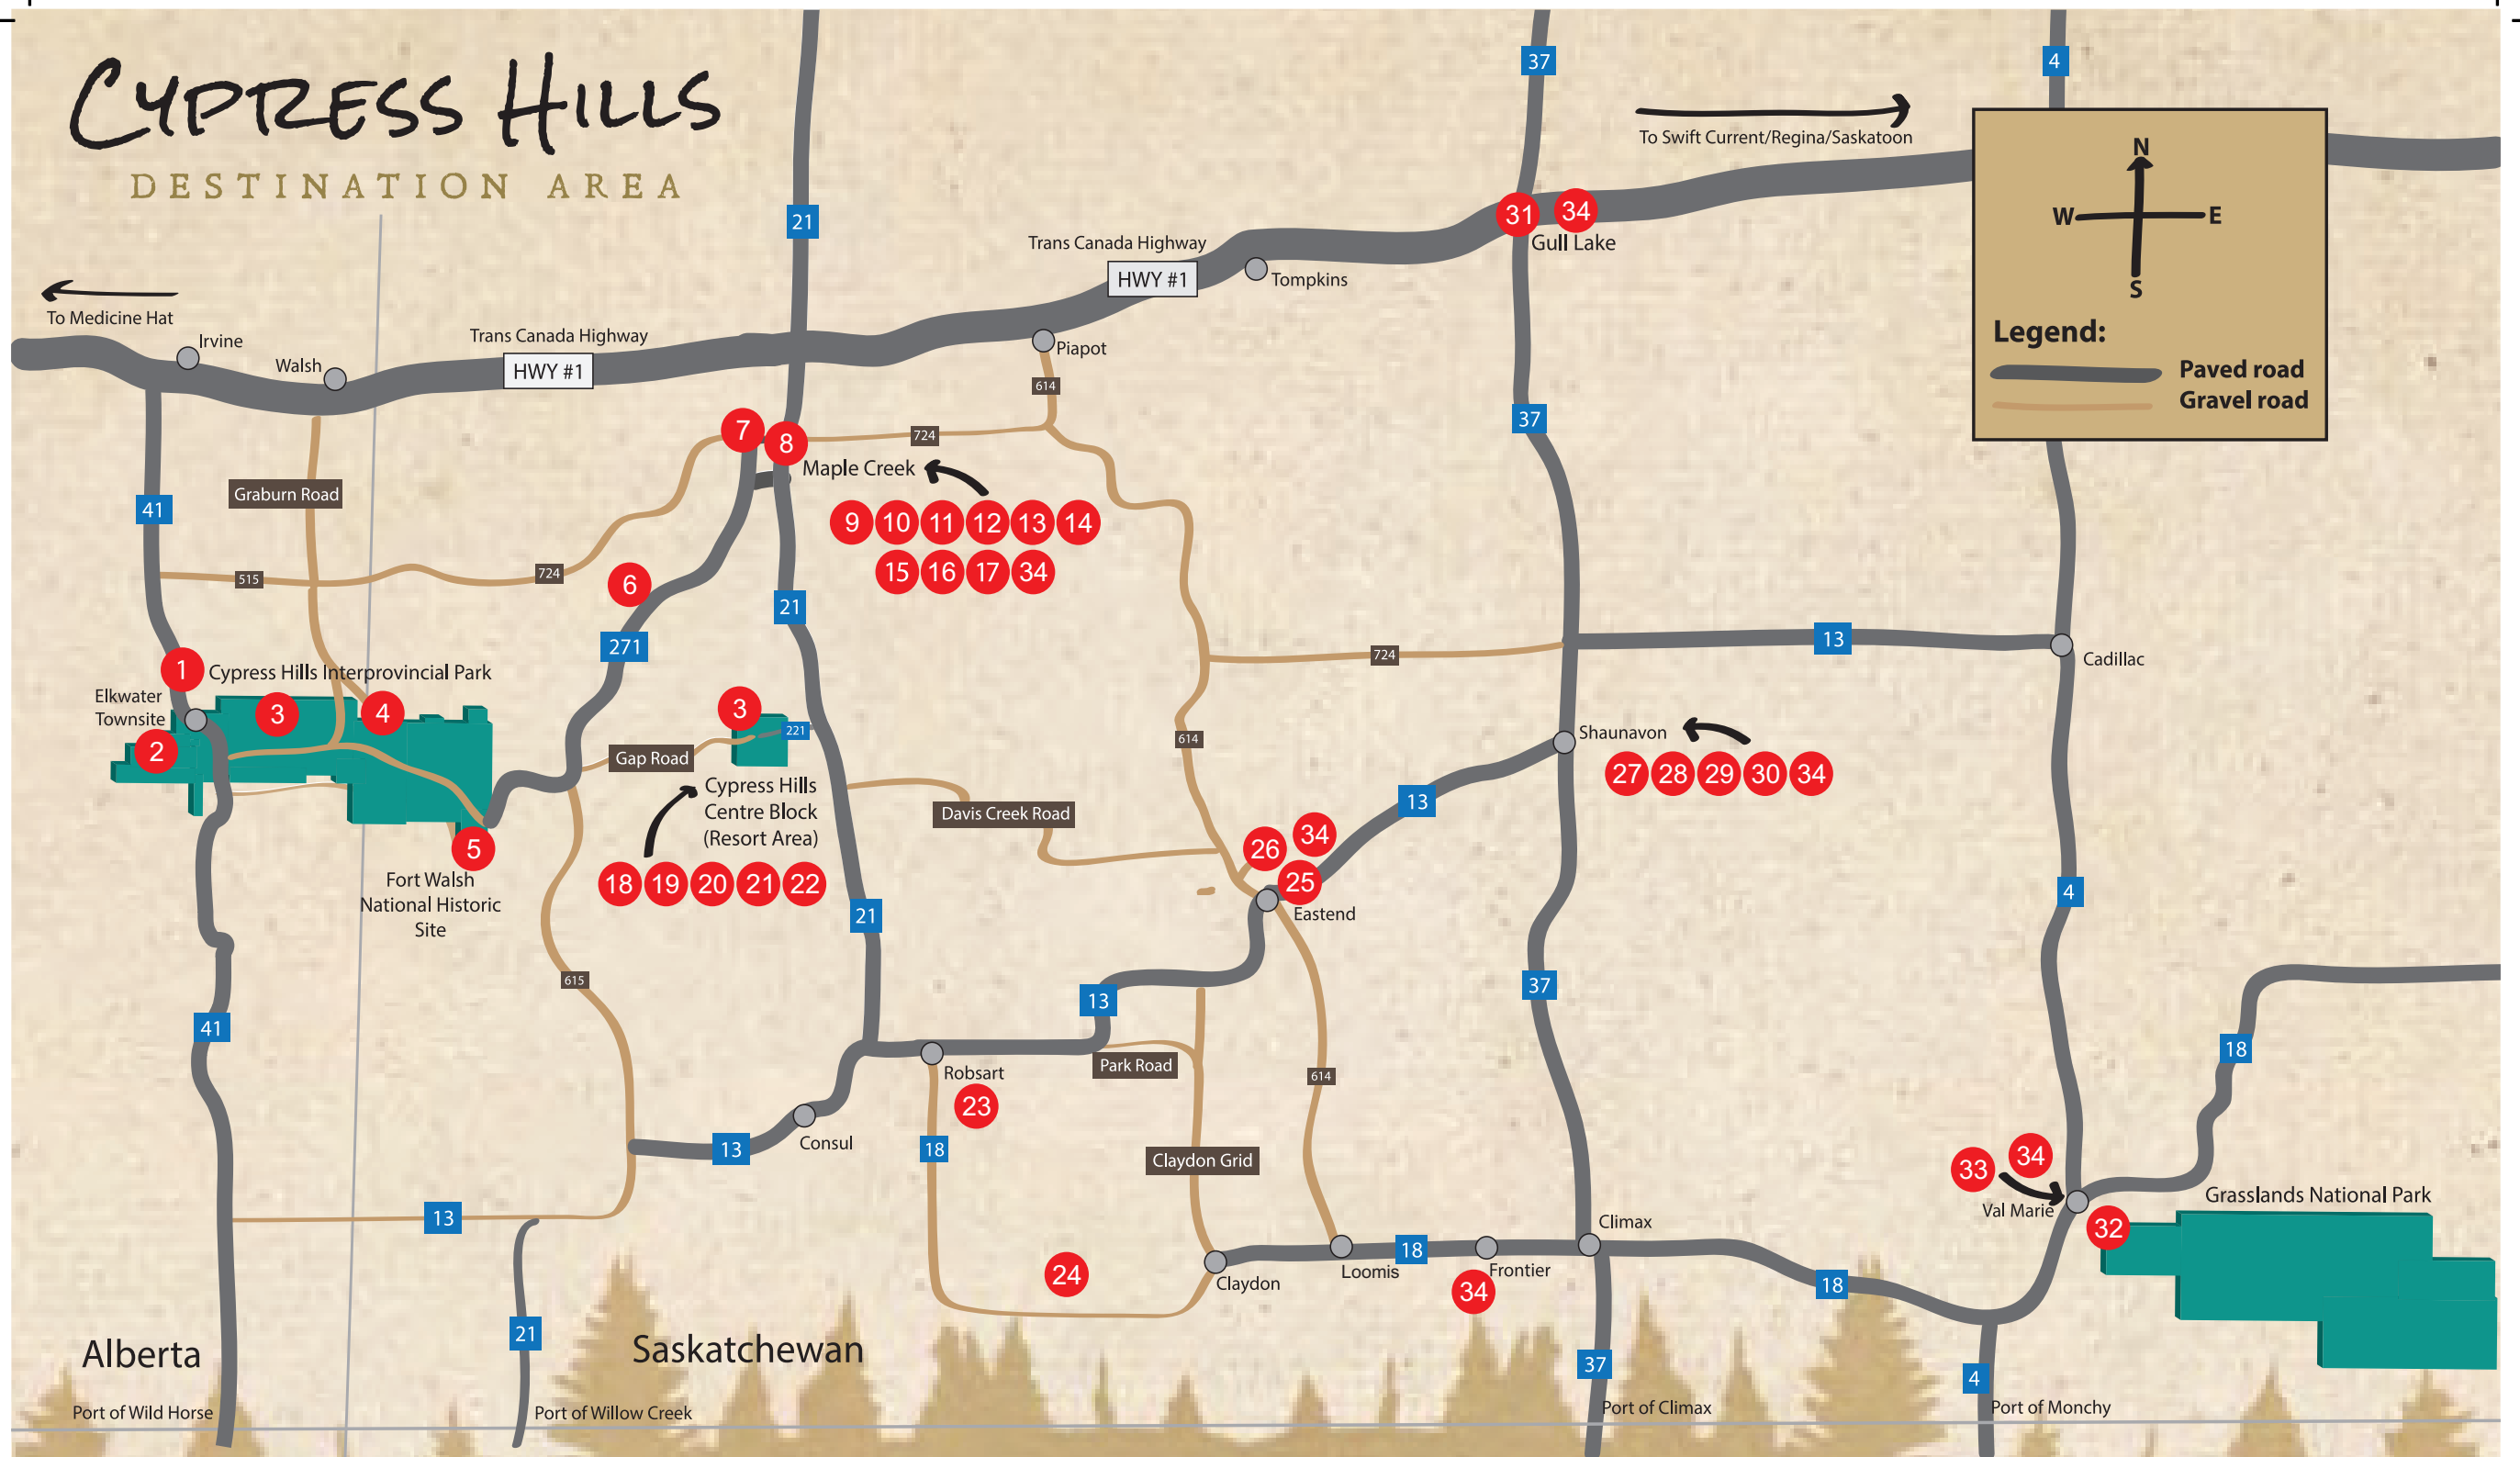 CYPRESS HILLS
DESTINATION AREA
37
4
To Swift Current/Regina/Saskatoon
N
W
E
S
Legend:
Paved road
Gravel road
21
31
34
Gull Lake
Trans Canada Highway
HWY #1
Tompkins
To Medicine Hat
Irvine
Walsh
Trans Canada Highway
HWY #1
Piapot
614
7
8
724
Maple Creek
9 10 11 12 13 14
15 16 17 34
37
41
Graburn Road
515
724
6
21
271
724
13
Cadillac
1
Cypress Hills Interprovincial Park
Elkwater
Townsite
2
3
4
3
221
Gap Road
Cypress Hills
Centre Block
(Resort Area)
18 19 20 21 22
614
Shaunavon
27 28 29 30 34
Davis Creek Road
13
5
Fort Walsh
National Historic
Site
26
34
25
Eastend
21
4
615
13
37
41
18
Robsart
23
Park Road
614
Consul
13
18
Claydon Grid
33
34
Val Marie
Grasslands National Park
32
13
24
Claydon
Loomis
18
Frontier
34
Climax
18
21
Alberta
Saskatchewan
37
4
Port of Wild Horse
Port of Willow Creek
Port of Climax
Port of Monchy